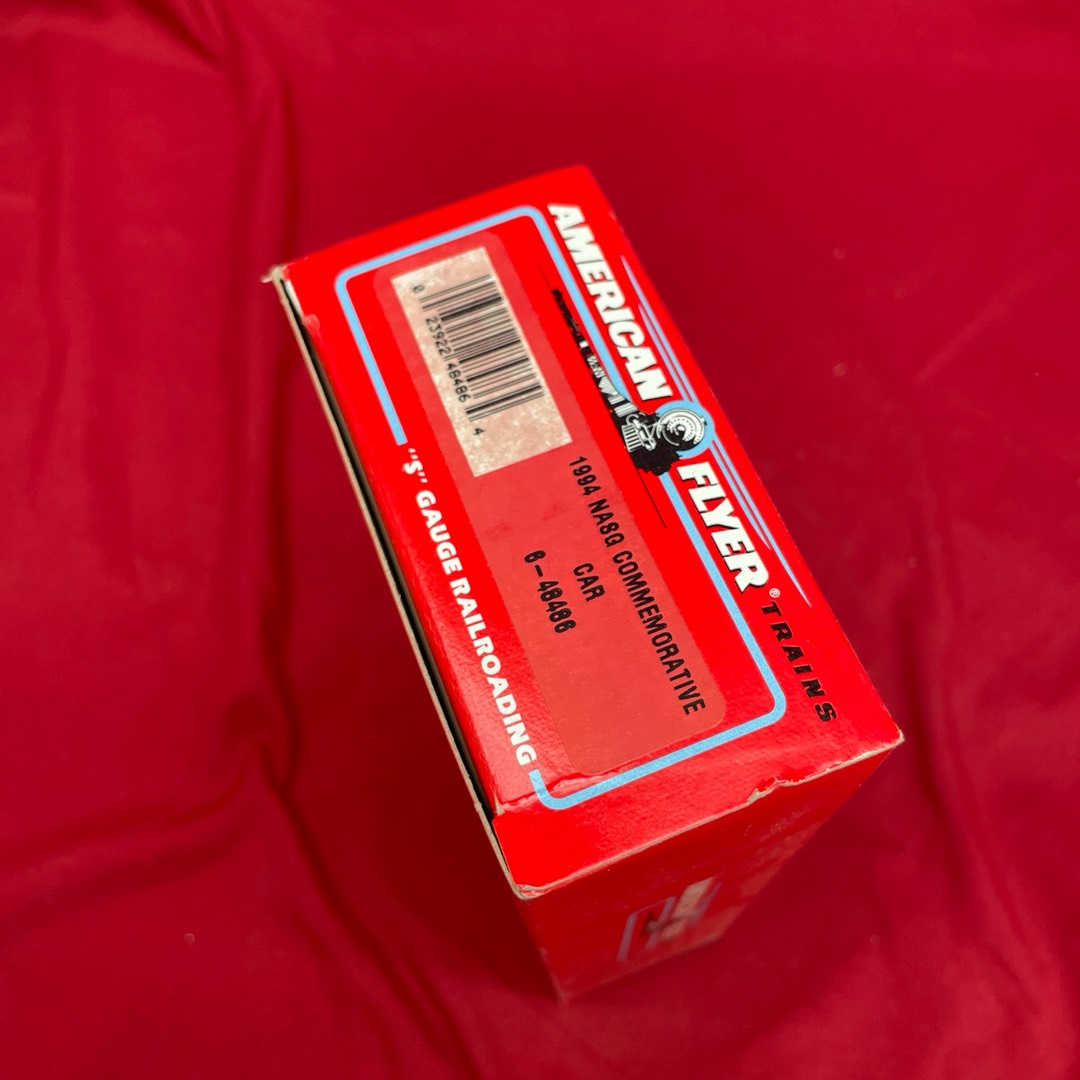 AMERICAN FLYER® TRAINS
0 23922 48486 4
1994 NASG COMMEMORATIVE
CAR
6-48486
"S" GAUGE RAILROADING